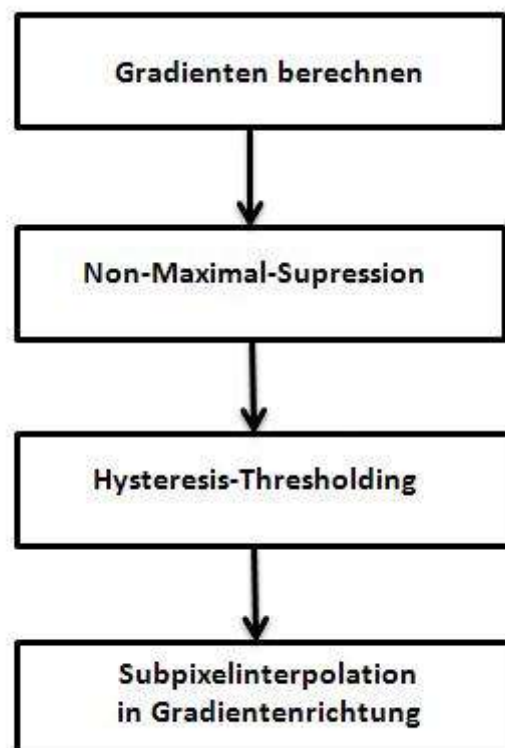 Gradienten berechnen
Non-Maximal-Supression
Hysteresis-Thresholding
Subpixelinterpolation
in Gradientenrichtung